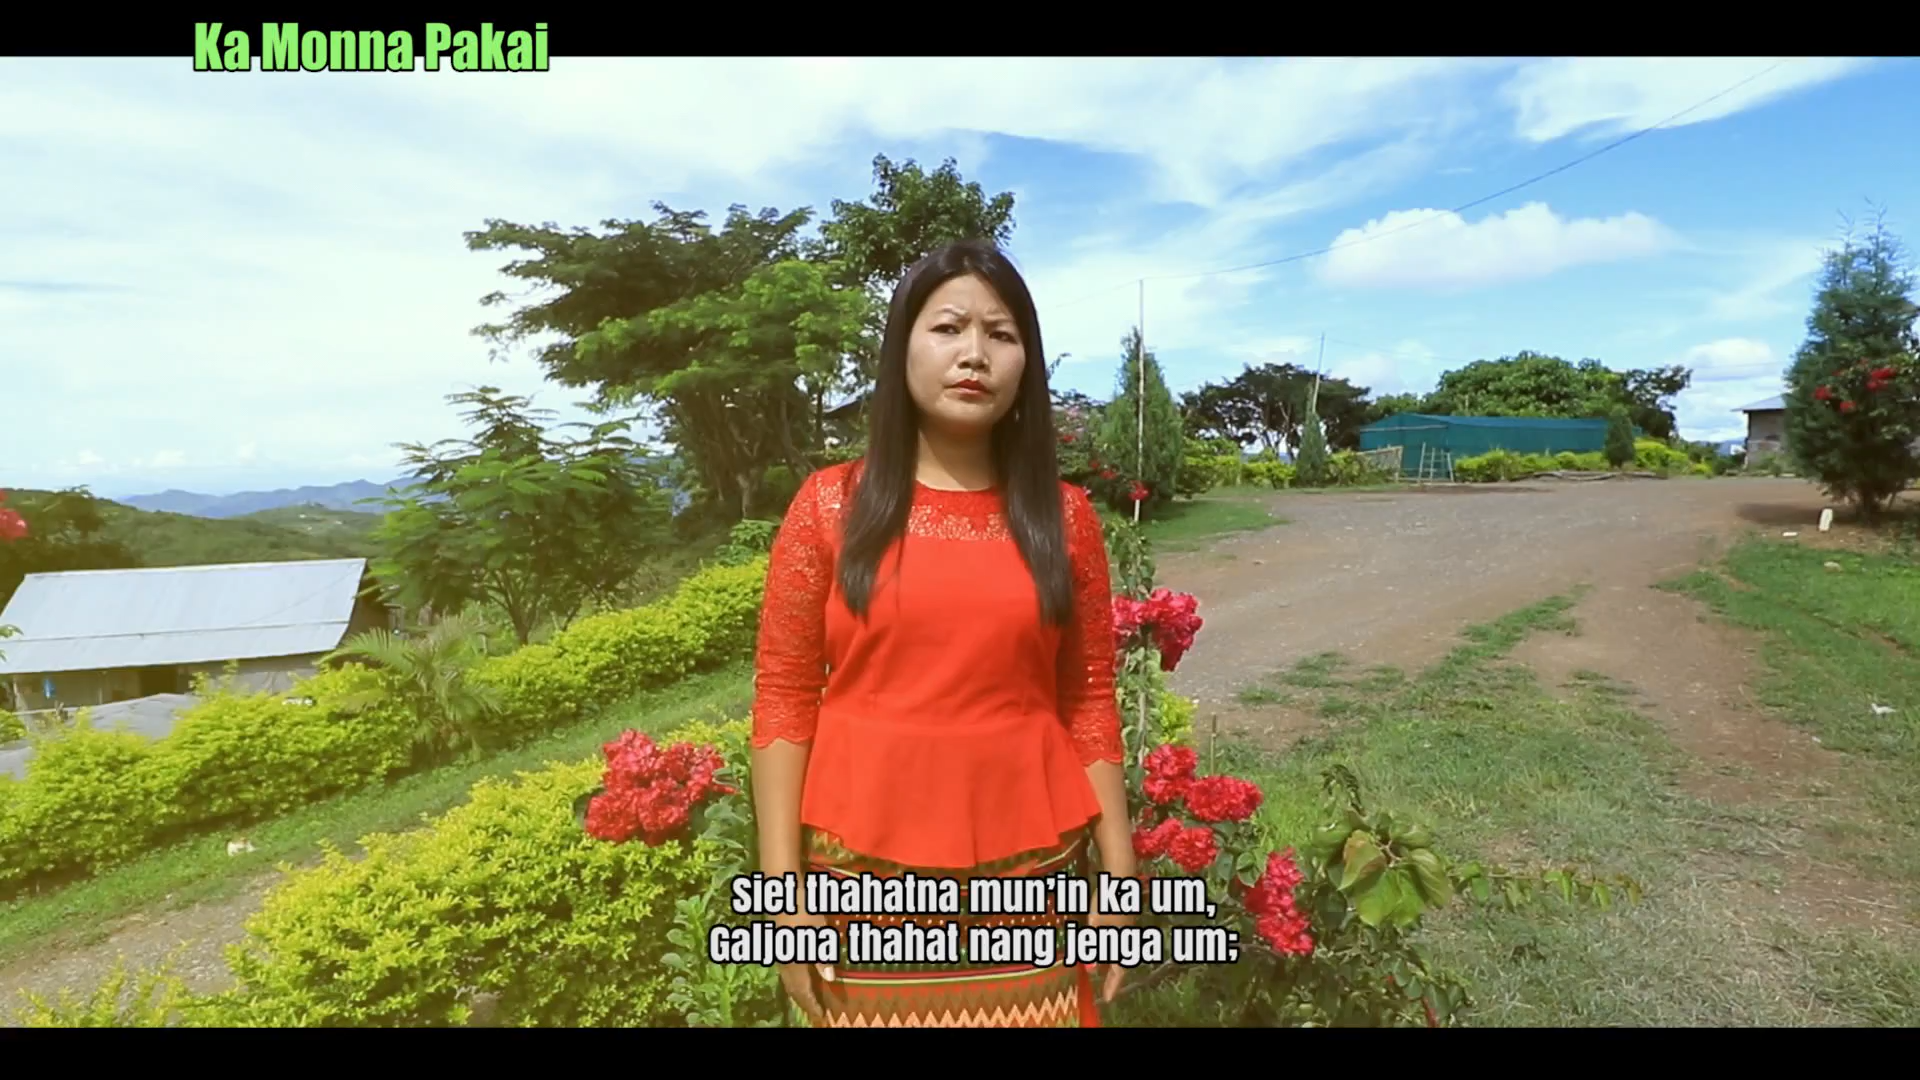 Ka Monna Pakai
Siet thahatna mun'in ka um,
Galjona thahat nang jenga um;